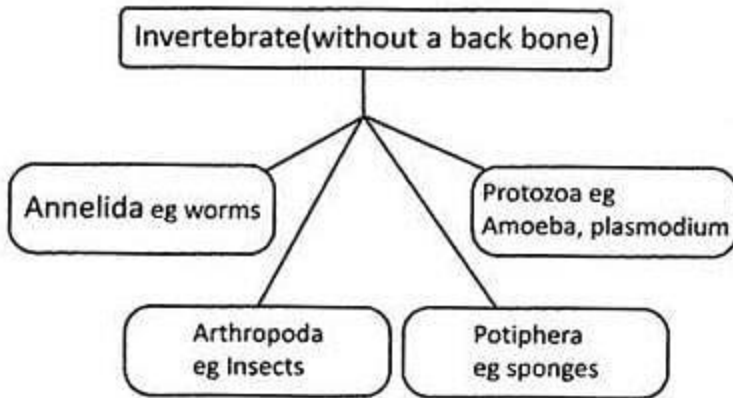 Invertebrate(without a back bone)
Annelida eg worms
Protozoa eg
Amoeba, plasmodium
Arthropoda
eg Insects
Potiphera
eg sponges